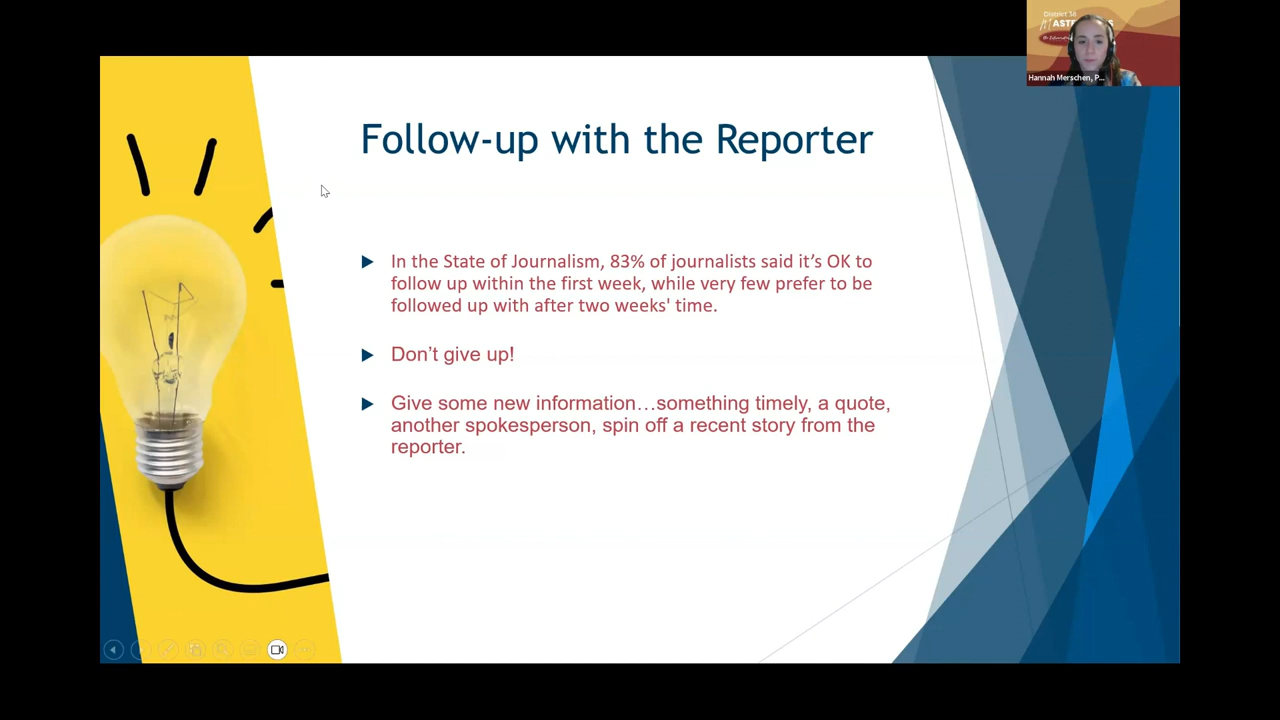 District 38
Hannah Merschen, P...
Follow-up with the Reporter
In the State of Journalism, 83% of journalists said it’s OK to
follow up within the first week, while very few prefer to be
followed up with after two weeks' time.
Don’t give up!
Give some new information…something timely, a quote,
another spokesperson, spin off a recent story from the
reporter.